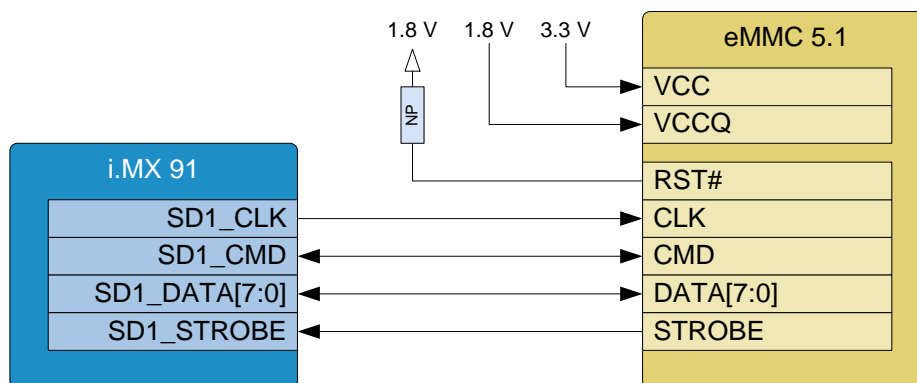 1.8 V
1.8 V
3.3 V
eMMC 5.1
VCC
VCCQ
NP
i.MX 91
RST#
SD1_CLK
CLK
SD1_CMD
CMD
SD1_DATA[7:0]
DATA[7:0]
SD1_STROBE
STROBE